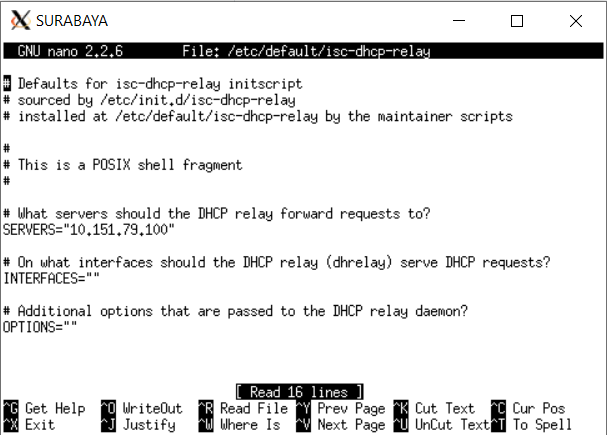 SURABAYA
GNU nano 2.2.6 File: /etc/default/isc-dhcp-relay
# Defaults for isc-dhcp-relay initscript
# sourced by /etc/init.d/isc-dhcp-relay
# installed at /etc/default/isc-dhcp-relay by the maintainer scripts
#
# This is a POSIX shell fragment
#
# What servers should the DHCP relay forward requests to?
SERVERS="10.151.79.100"
# On what interfaces should the DHCP relay (dhrelay) serve DHCP requests?
INTERFACES=""
# Additional options that are passed to the DHCP relay daemon?
OPTIONS=""
[ Read 16 lines ]
^G Get Help ^O WriteOut ^R Read File ^Y Prev Page ^K Cut Text ^C Cur Pos
^X Exit ^J Justify ^W Where Is ^V Next Page ^U UnCut Text^T To Spell